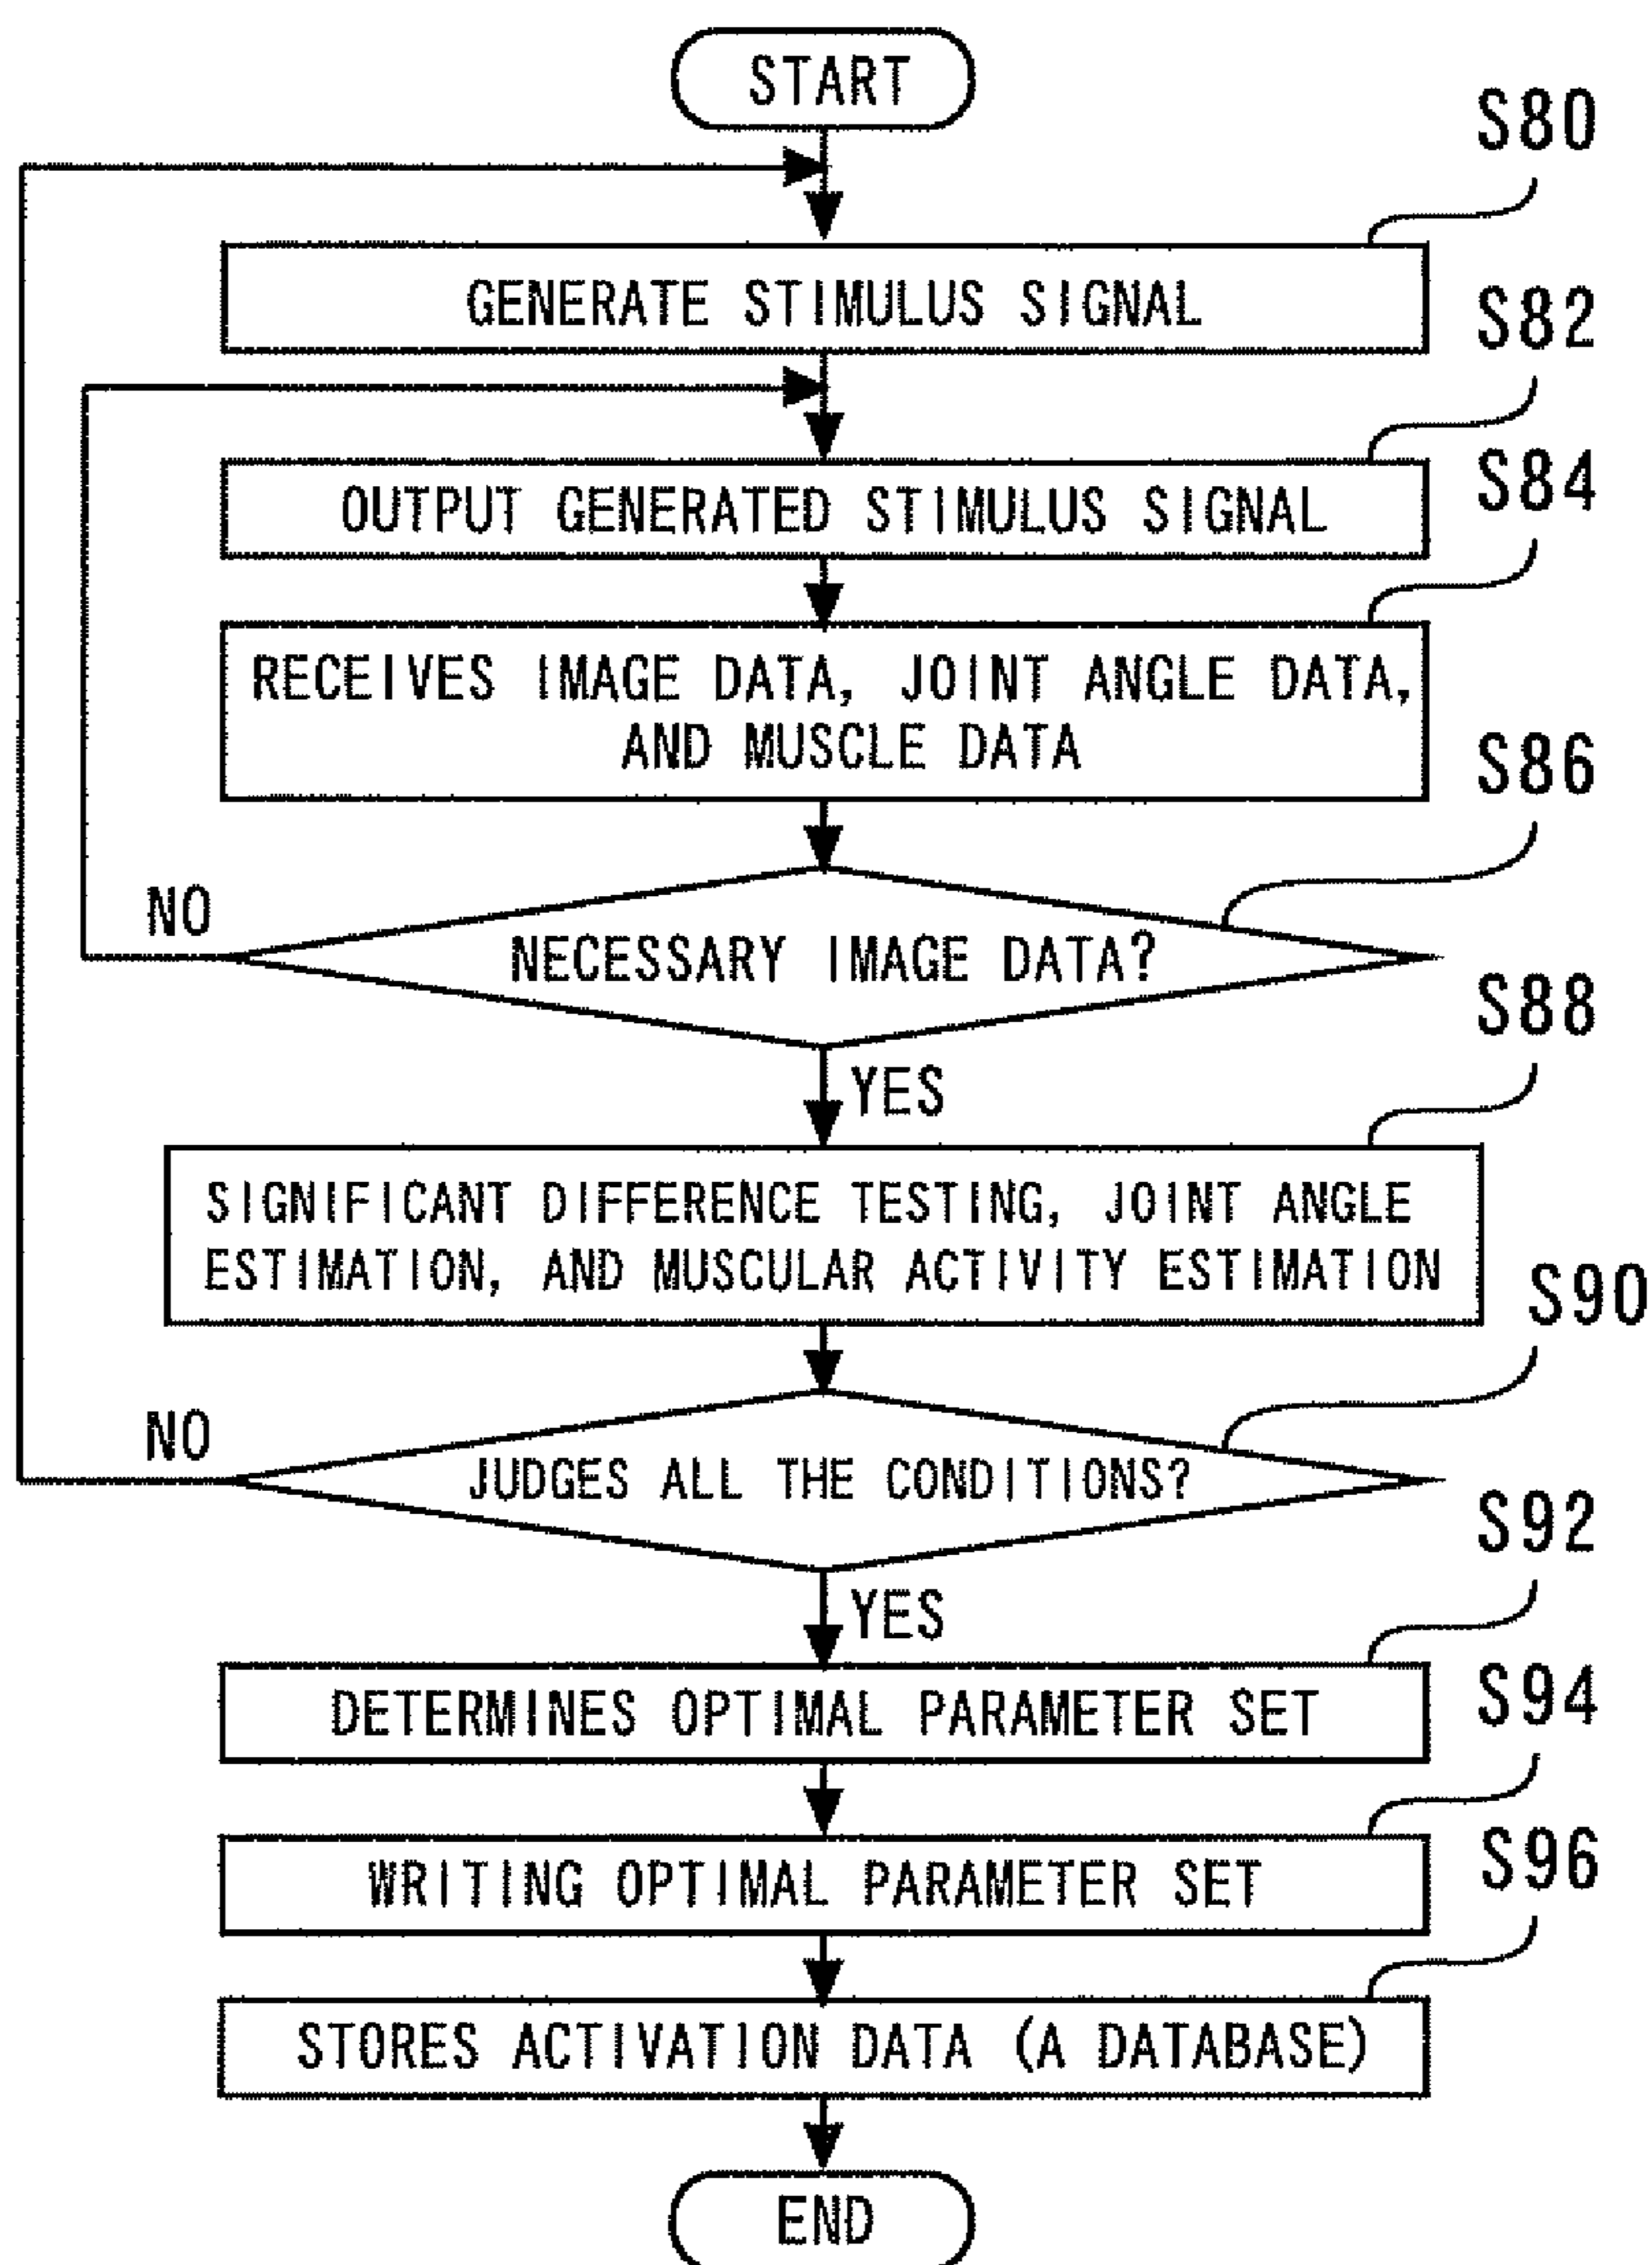 START
S80
GENERATE STIMULUS SIGNAL
S82
OUTPUT GENERATED STIMULUS SIGNAL
S84
RECEIVES IMAGE DATA, JOINT ANGLE DATA,
AND MUSCLE DATA
S86
NO
NECESSARY IMAGE DATA?
S88
YES
SIGNIFICANT DIFFERENCE TESTING, JOINT ANGLE
ESTIMATION, AND MUSCULAR ACTIVITY ESTIMATION
S90
NO
JUDGES ALL THE CONDITIONS?
S92
YES
DETERMINES OPTIMAL PARAMETER SET
S94
WRITING OPTIMAL PARAMETER SET
S96
STORES ACTIVATION DATA (A DATABASE)
END